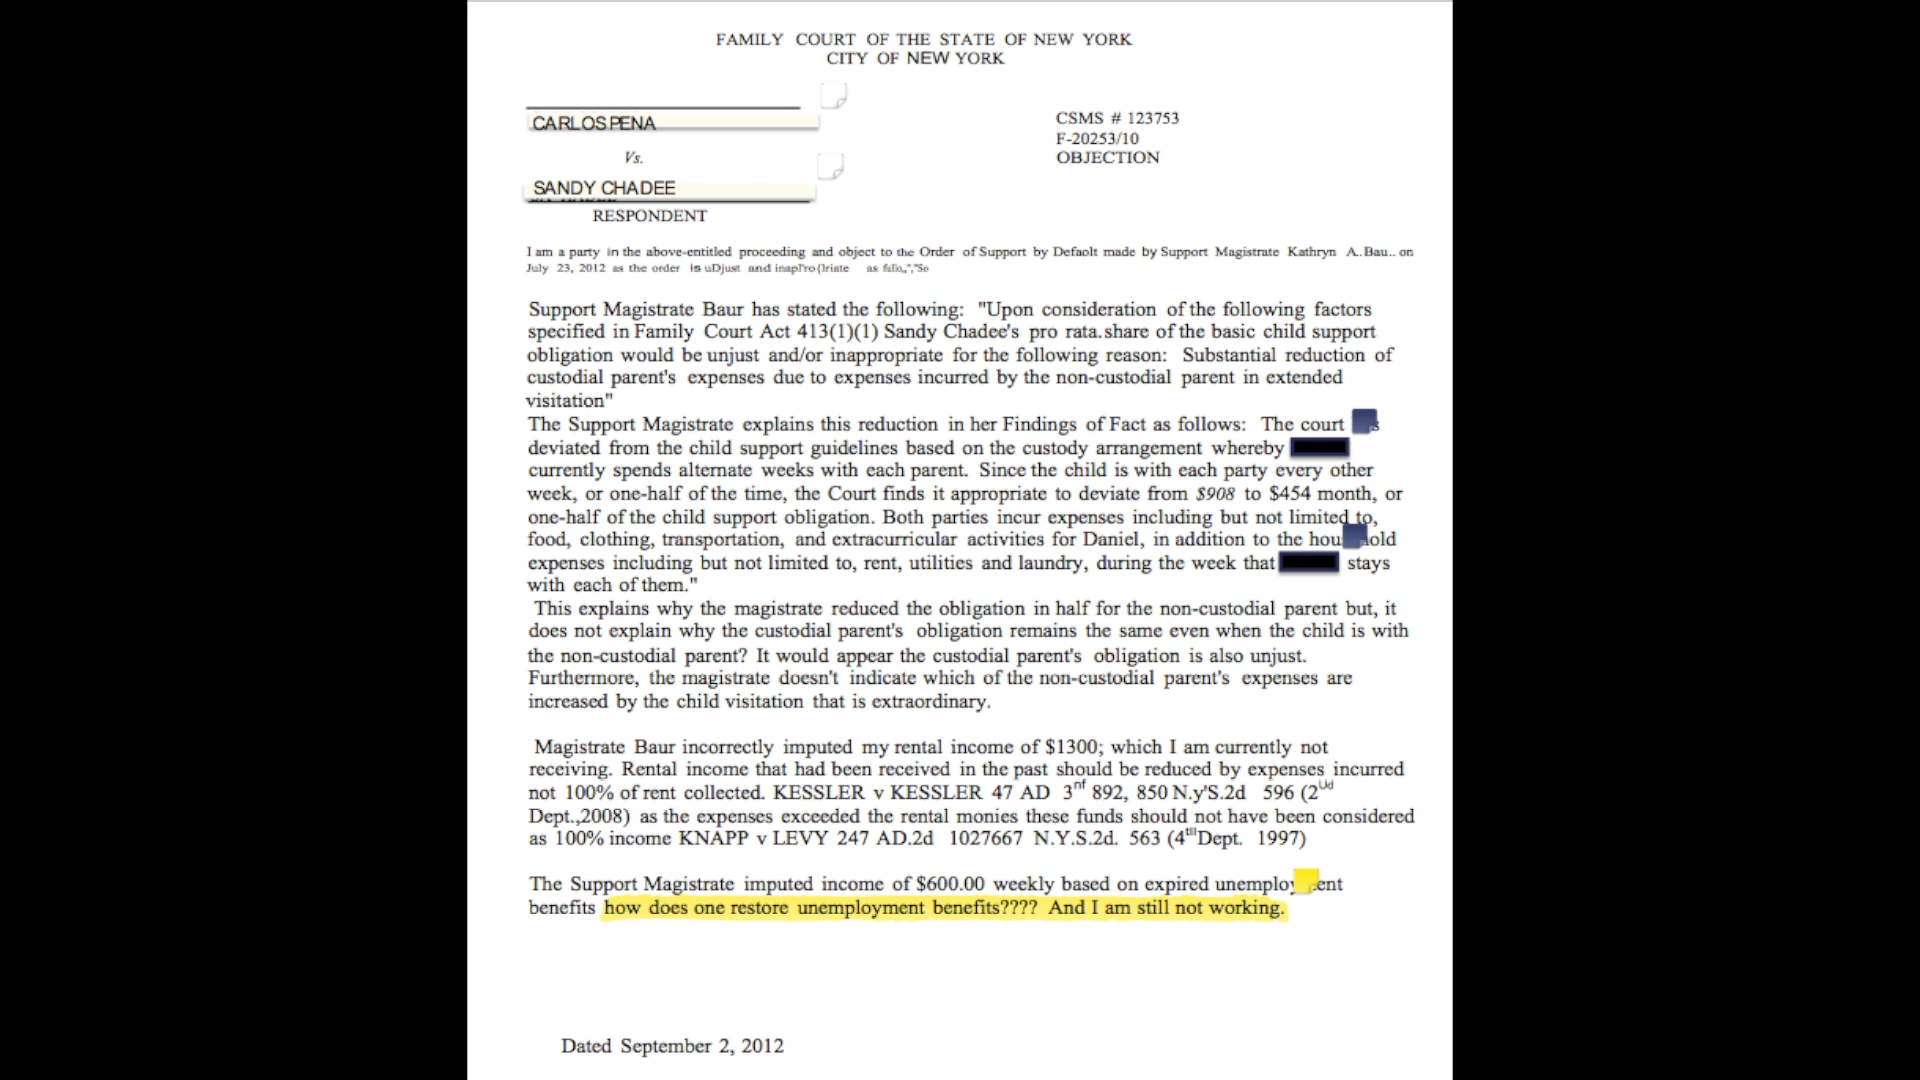 FAMILY COURT OF THE STATE OF NEW YORK
CITY OF NEW YORK
CARLOS PENA
CSMS # 123753
Vs.
F-20253/10
OBJECTION
SANDY CHADEE
RESPONDENT
I am a party in the above-entitled proceeding and object to the Order of Support by Defaolt made by Support Magistrate Kathryn A.. Bau.. on
July 23, 2012 as the order is uDjust and inapl'ro{lriate as
Support Magistrate Baur has stated the following: "Upon consideration of the following factors
specified in Family Court Act 413(1)(1) Sandy Chadee's pro rata.share of the basic child support
obligation would be unjust and/or inappropriate for the following reason: Substantial reduction of
custodial parent's expenses due to expenses incurred by the non-custodial parent in extended
visitation"
The Support Magistrate explains this reduction in her Findings of Fact as follows: The court
deviated from the child support guidelines based on the custody arrangement whereby
currently spends alternate weeks with each parent. Since the child is with each party every other
week, or one-half of the time, the Court finds it appropriate to deviate from $908 to $454 month, or
one-half of the child support obligation. Both parties incur expenses including but not limited to,
food, clothing, transportation, and extracurricular activities for Daniel, in addition to the hou old
expenses including but not limited to, rent, utilities and laundry, during the week that stays
with each of them."
This explains why the magistrate reduced the obligation in half for the non-custodial parent but, it
does not explain why the custodial parent's obligation remains the same even when the child is with
the non-custodial parent? It would appear the custodial parent's obligation is also unjust.
Furthermore, the magistrate doesn't indicate which of the non-custodial parent's expenses are
increased by the child visitation that is extraordinary.
Magistrate Baur incorrectly imputed my rental income of $1300; which I am currently not
receiving. Rental income that had been received in the past should be reduced by expenses incurred
not 100% of rent collected. KESSLER v KESSLER 47 AD 3nf 892, 850 N.y'S.2d 596 (2Ud
Dept.,2008) as the expenses exceeded the rental monies these funds should not have been considered
as 100% income KNAPP v LEVY 247 AD.2d 1027667 N.Y.S.2d. 563 (4tll Dept. 1997)
The Support Magistrate imputed income of $600.00 weekly based on expired unemploy ent
benefits how does one restore unemployment benefits???? And I am still not working.
Dated September 2, 2012